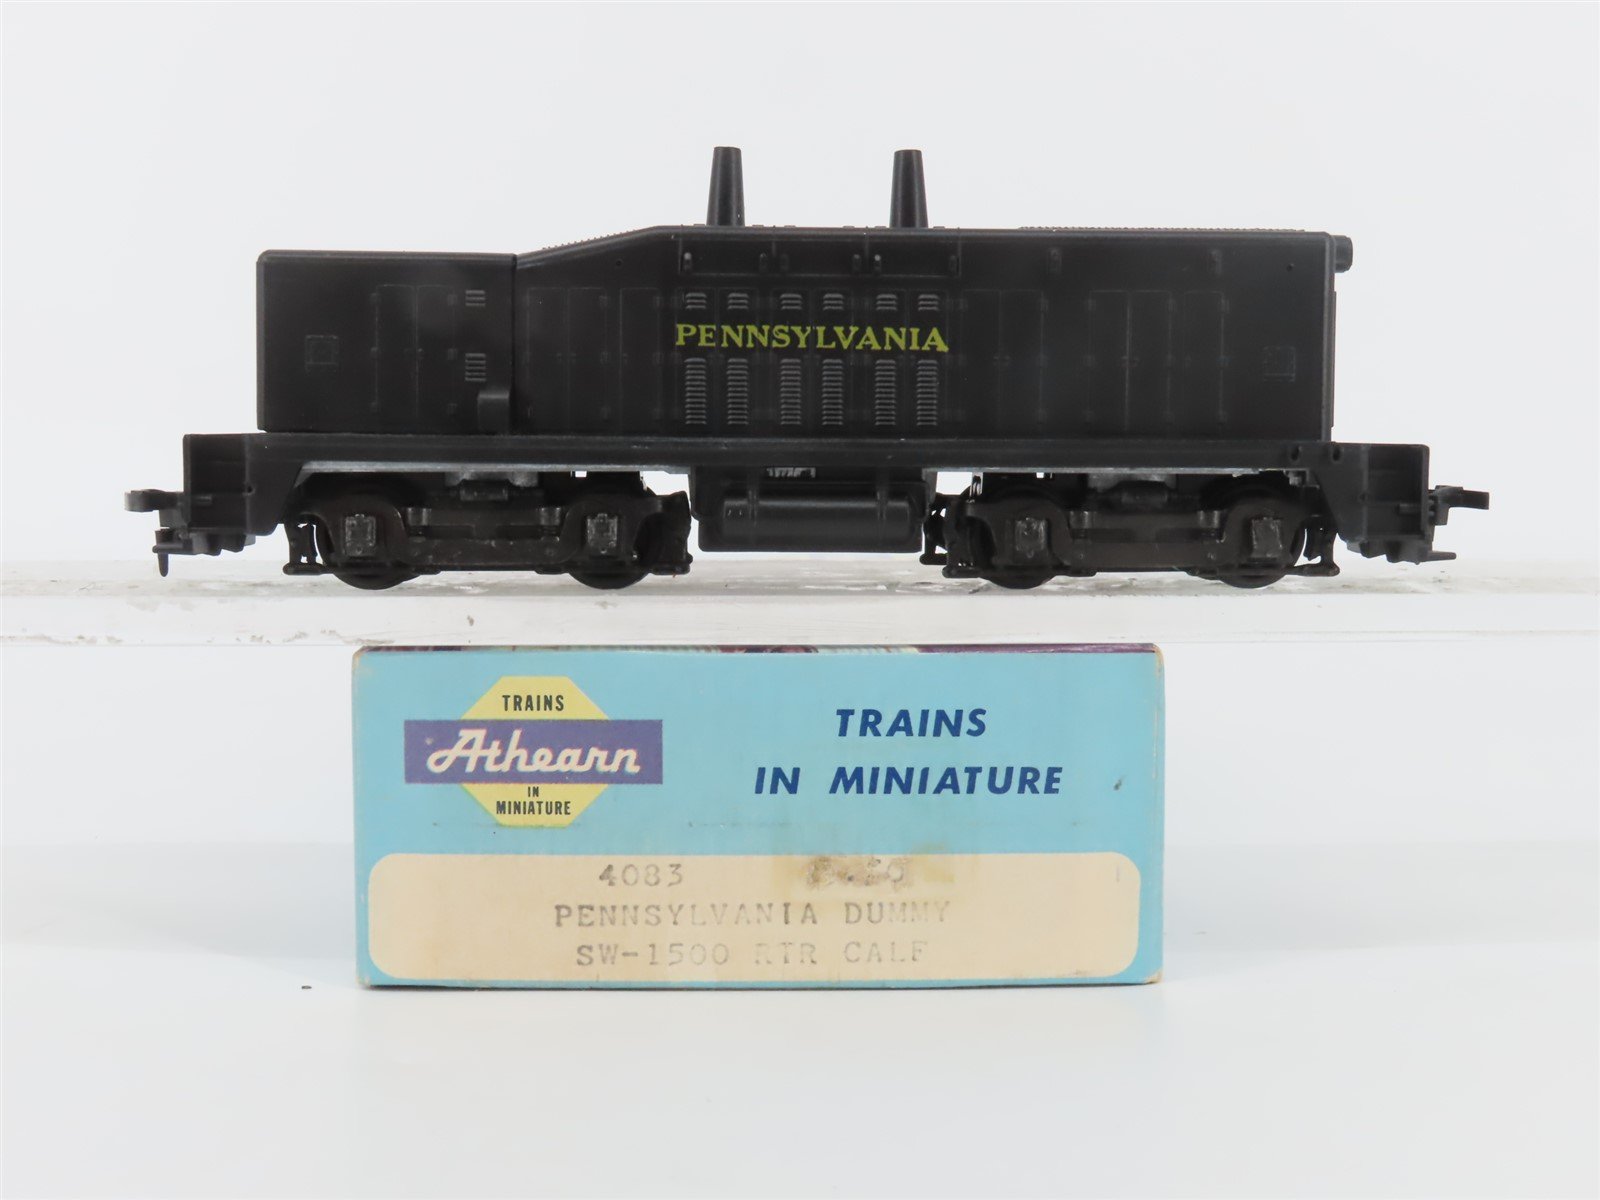 PENNSYLVANIA
TRAINS
Athearn
IN
MINIATURE
TRAINS
IN MINIATURE
4083
PENNSYLVANIA DUMMY
SW-1500 RTR CALF